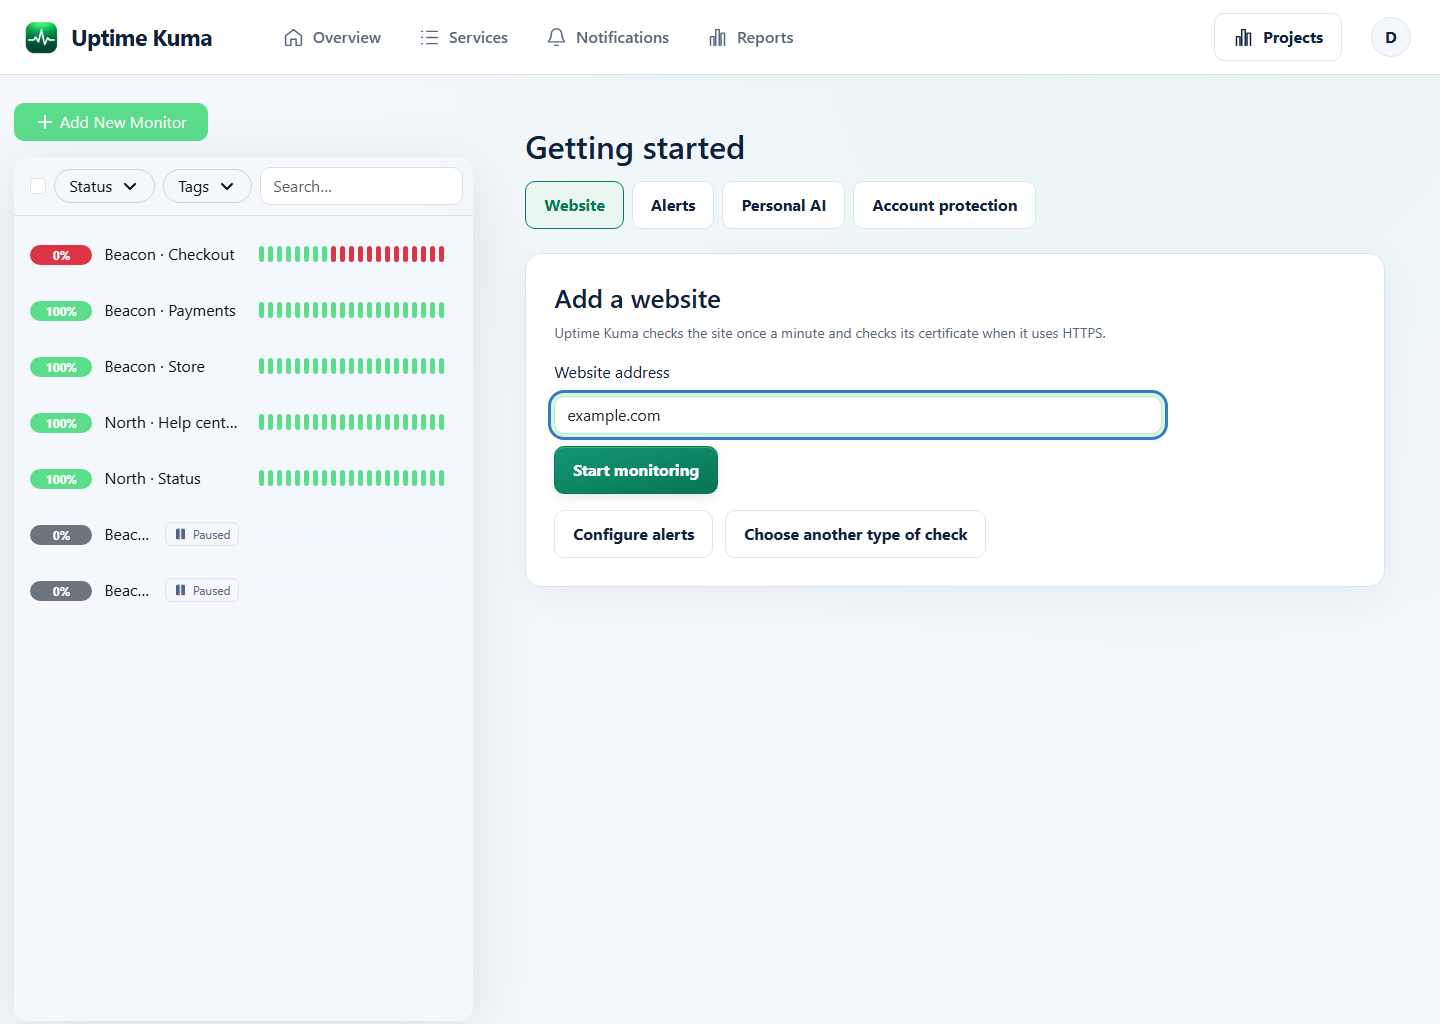 Uptime Kuma
Overview
Services
Notifications
Reports
Projects
D
Add New Monitor
Status
Tags
Search...
0%
Beacon · Checkout
100%
Beacon · Payments
100%
Beacon · Store
100%
North · Help cent...
100%
North · Status
0%
Beac...
Paused
0%
Beac...
Paused
Getting started
Website
Alerts
Personal AI
Account protection
Add a website
Uptime Kuma checks the site once a minute and checks its certificate when it uses HTTPS.
Website address
example.com
Start monitoring
Configure alerts
Choose another type of check